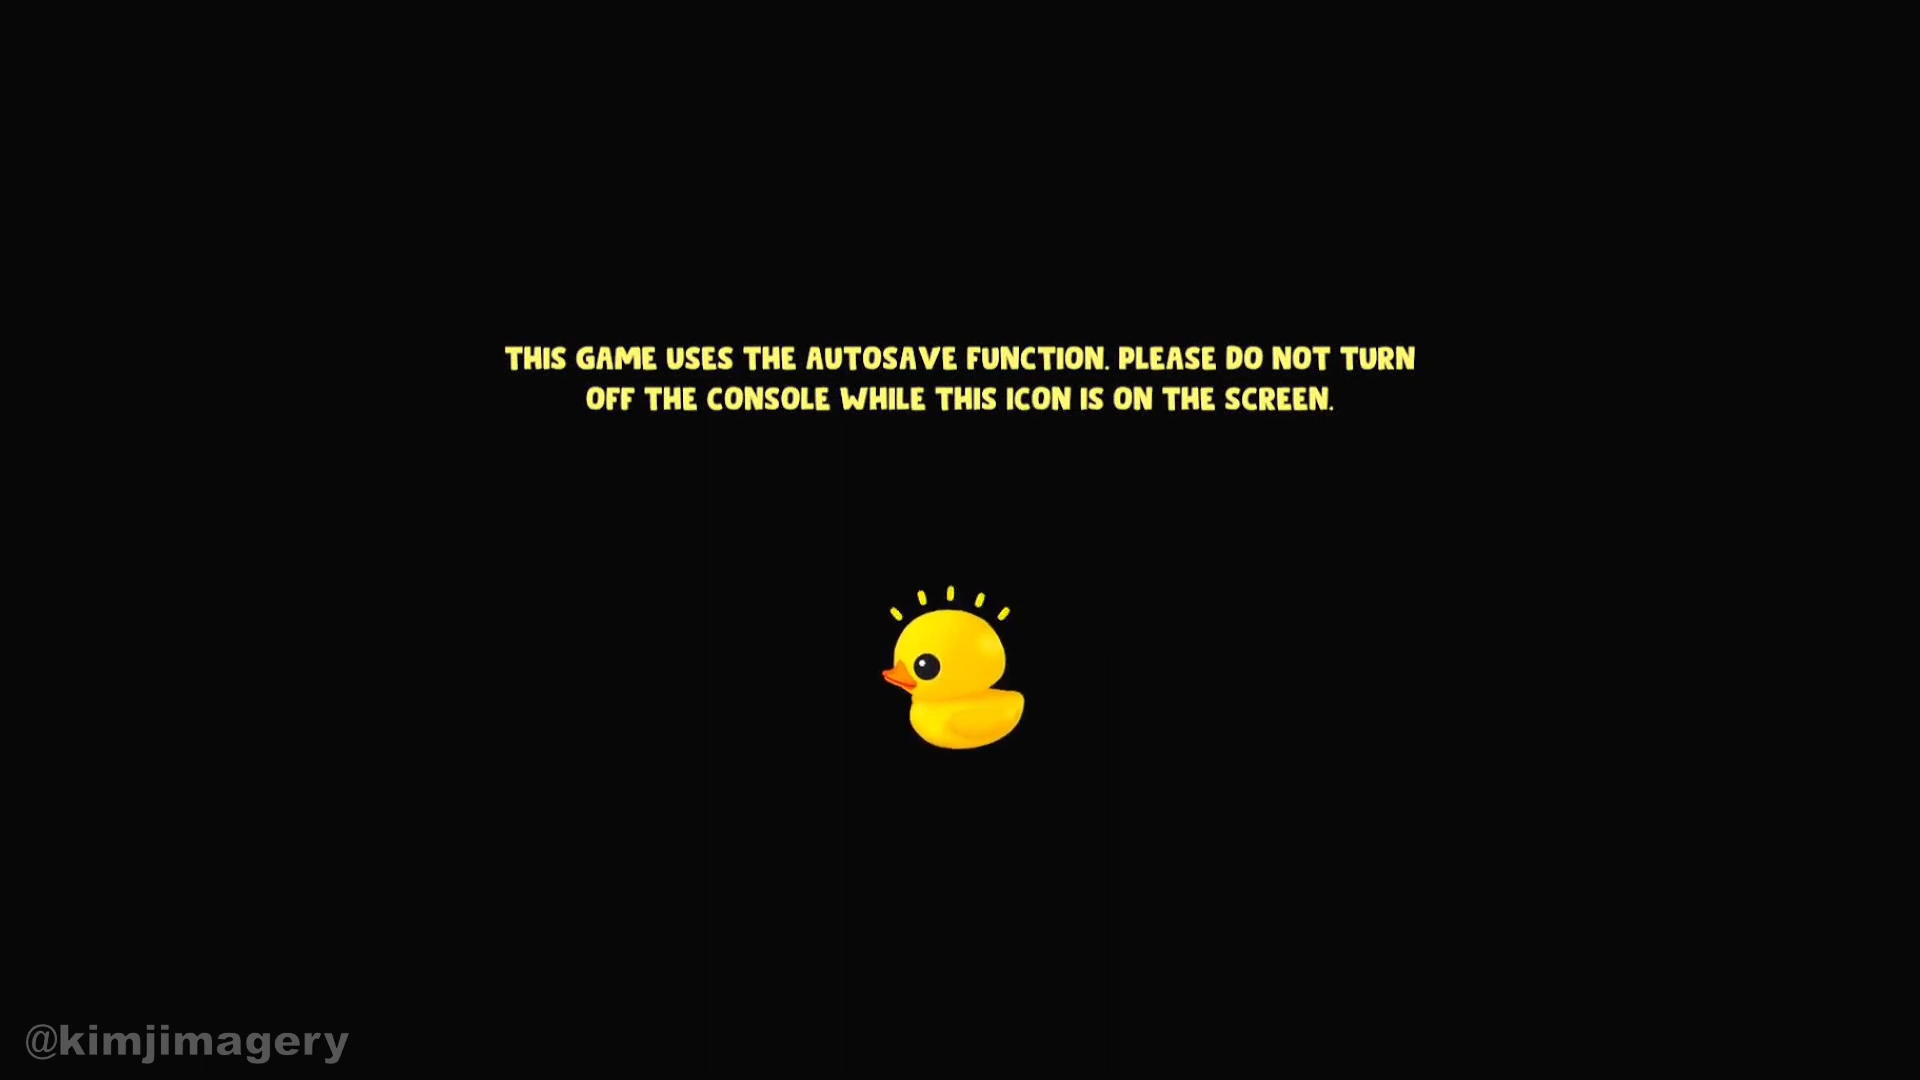 THIS GAME USES THE AUTOSAVE FUNCTION. PLEASE DO NOT TURN
OFF THE CONSOLE WHILE THIS ICON IS ON THE SCREEN.
@kimjimagery